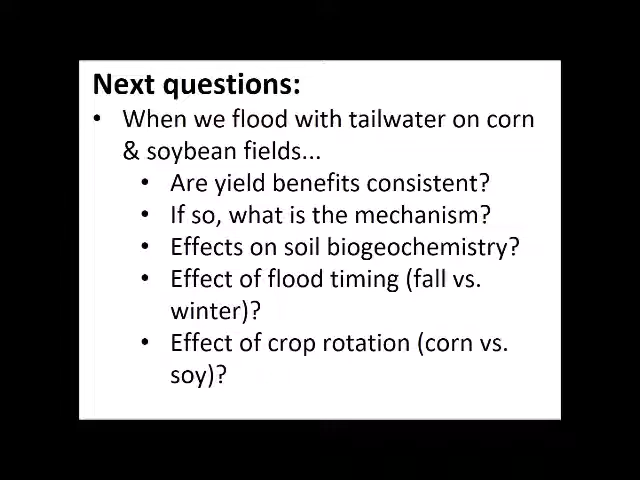 Next questions:
• When we flood with tailwater on corn
& soybean fields...
• Are yield benefits consistent?
• If so, what is the mechanism?
• Effects on soil biogeochemistry?
• Effect of flood timing (fall vs.
winter)?
• Effect of crop rotation (corn vs.
soy)?